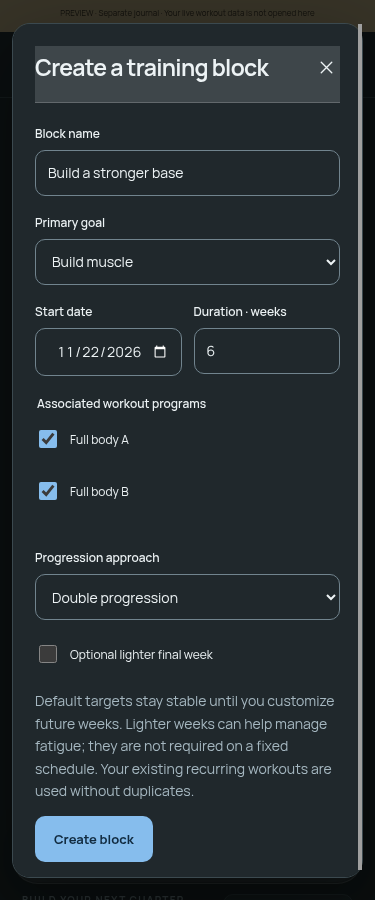 PREVIEW · Separate journal · Your live workout data is not opened here.
Create a training block
Block name
Build a stronger base
Primary goal
Build muscle
Start date
Duration · weeks
11/22/2026
6
Associated workout programs
Full body A
Full body B
Progression approach
Double progression
Optional lighter final week
Default targets stay stable until you customize
future weeks. Lighter weeks can help manage
fatigue; they are not required on a fixed
schedule. Your existing recurring workouts are
used without duplicates.
Create block
BUILD YOUR NEXT CHAPTER